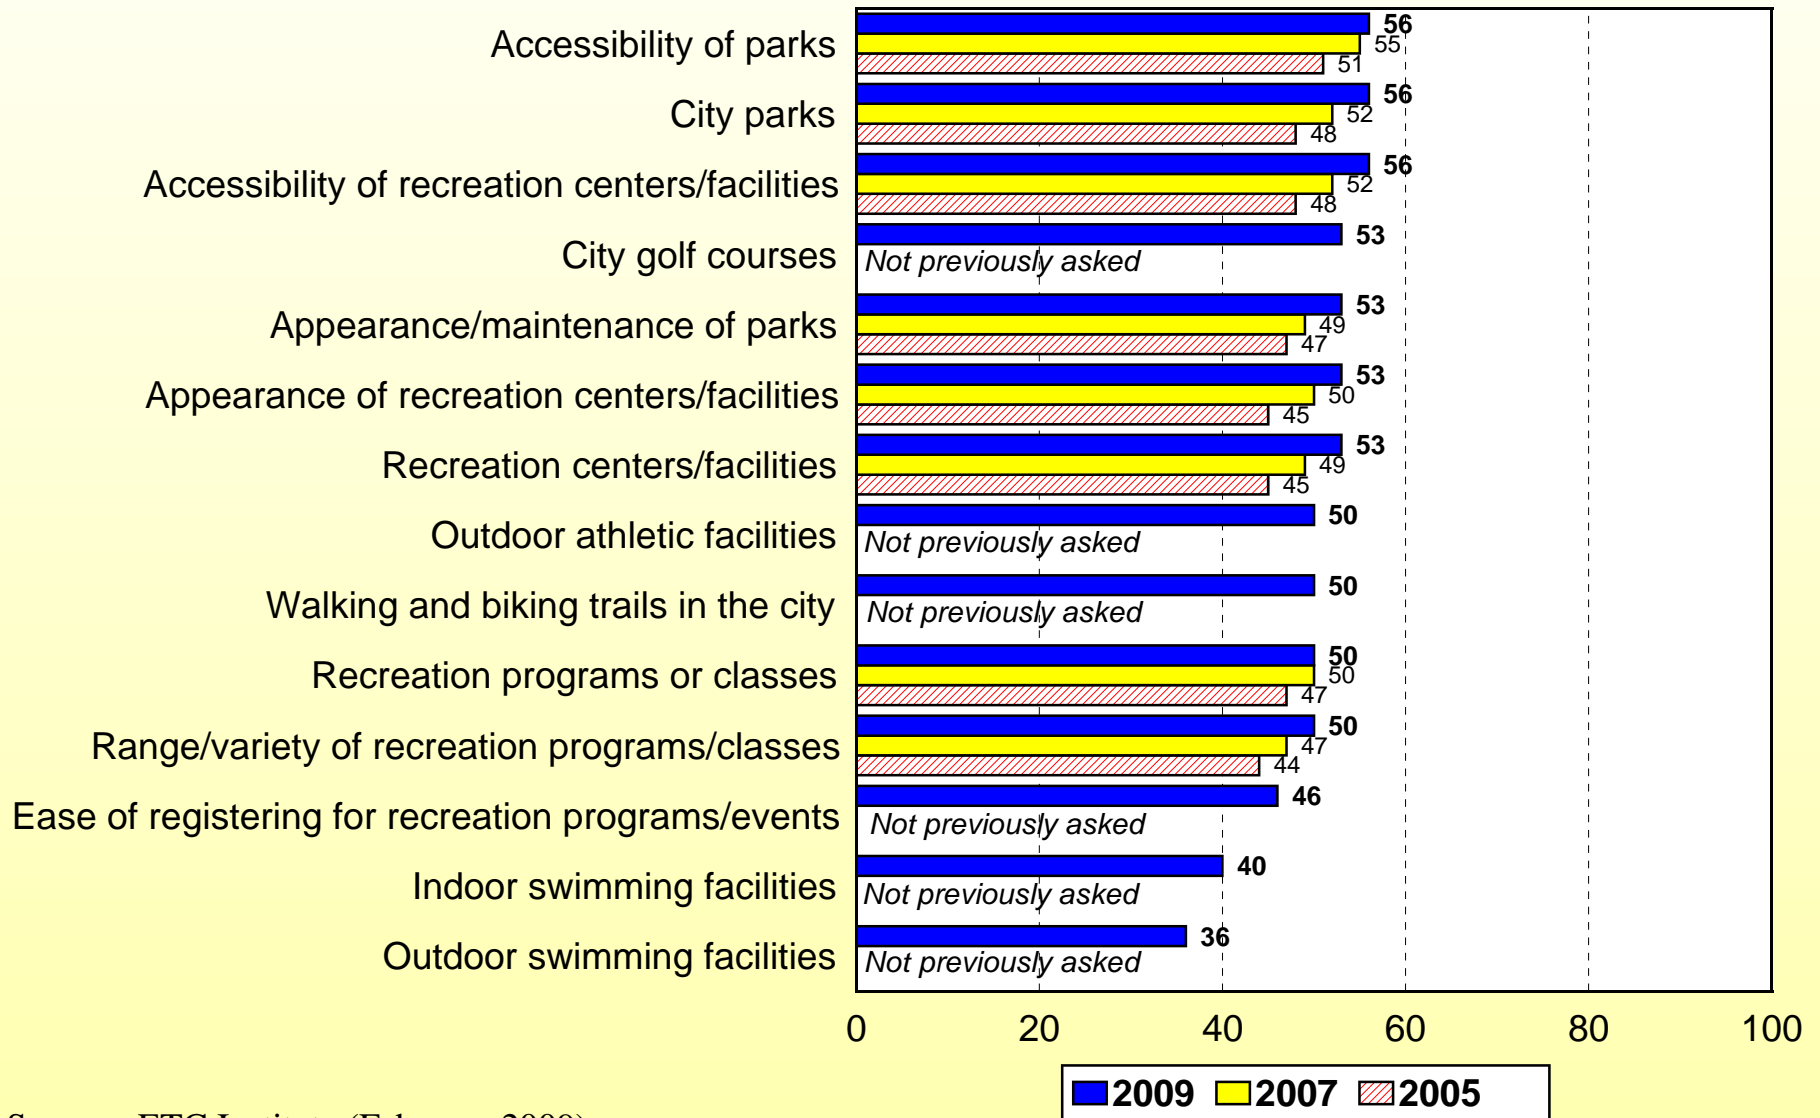 Accessibility of parks
56
55
51
City parks
56
52
48
Accessibility of recreation centers/facilities
56
52
48
City golf courses
53
Not previously asked
Appearance/maintenance of parks
53
49
47
Appearance of recreation centers/facilities
53
50
45
Recreation centers/facilities
53
49
45
Outdoor athletic facilities
50
Not previously asked
Walking and biking trails in the city
50
Not previously asked
Recreation programs or classes
50
50
47
Range/variety of recreation programs/classes
50
47
44
Ease of registering for recreation programs/events
46
Not previously asked
Indoor swimming facilities
40
Not previously asked
Outdoor swimming facilities
36
Not previously asked
0 20 40 60 80 100
2009 2007 2005